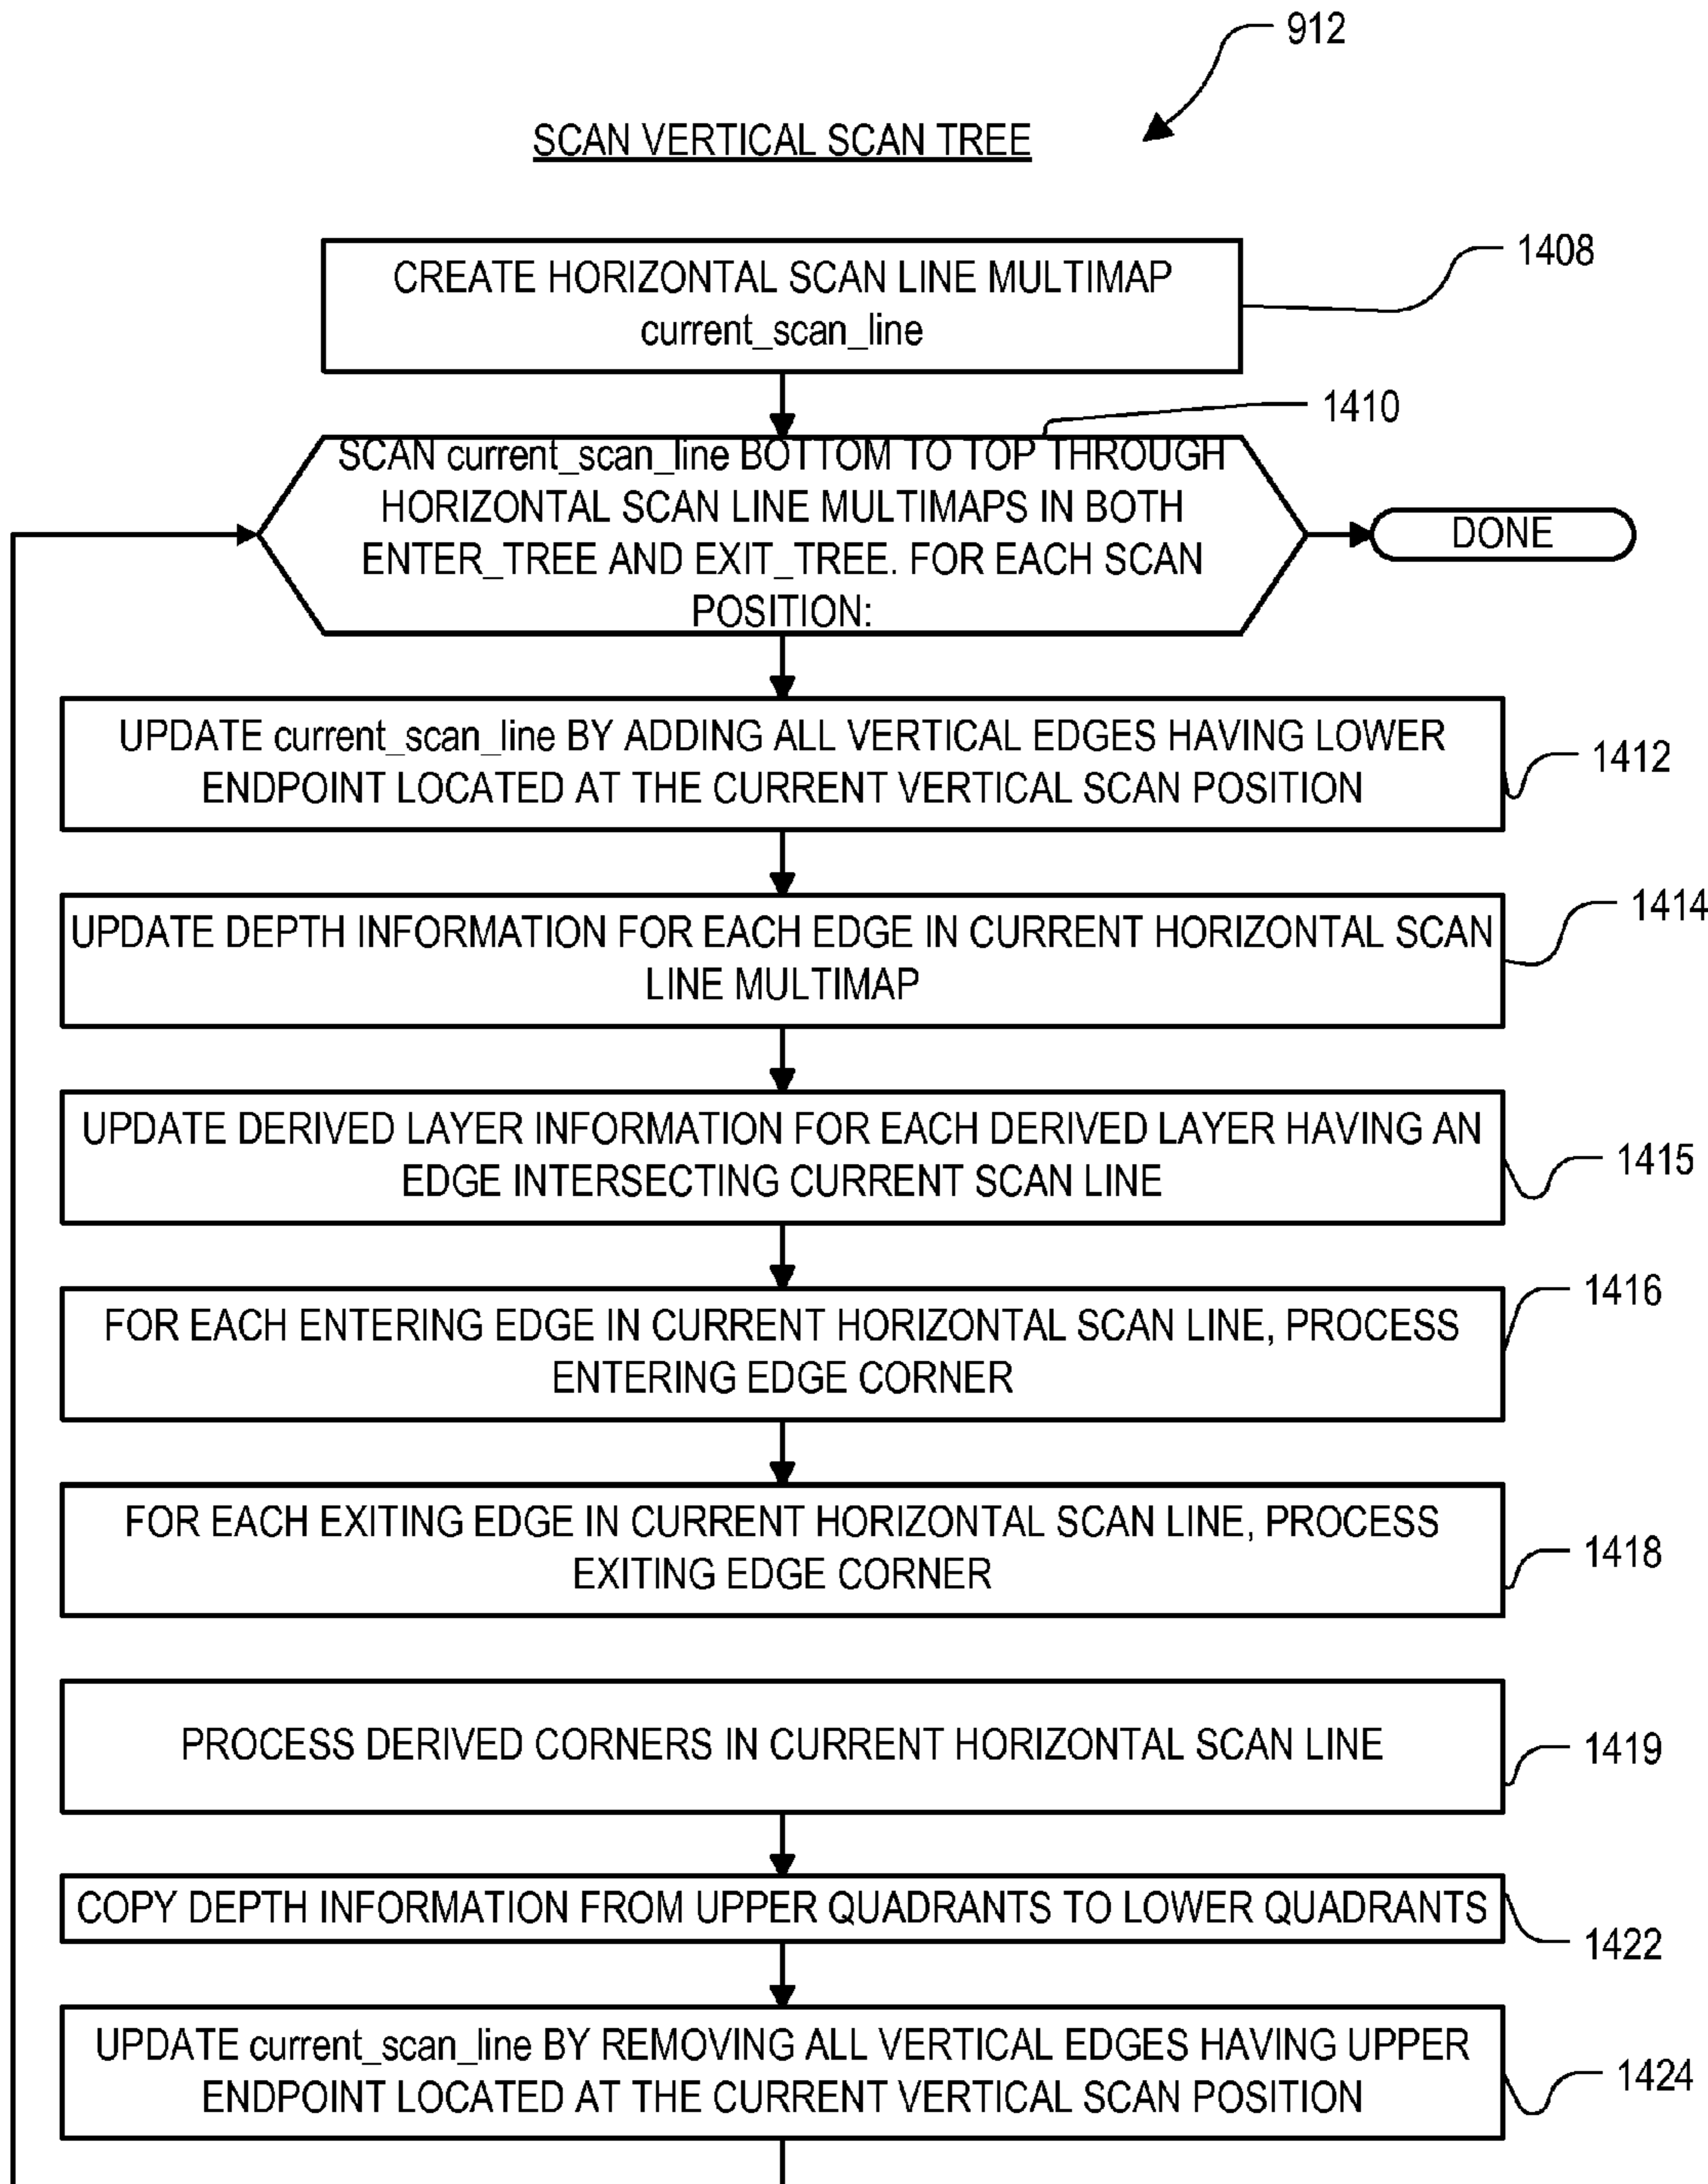 912
SCAN VERTICAL SCAN TREE
CREATE HORIZONTAL SCAN LINE MULTIMAP
current_scan_line
1408
1410
SCAN current_scan_line BOTTOM TO TOP THROUGH
HORIZONTAL SCAN LINE MULTIMAPS IN BOTH
ENTER_TREE AND EXIT_TREE. FOR EACH SCAN
POSITION:
DONE
UPDATE current_scan_line BY ADDING ALL VERTICAL EDGES HAVING LOWER
ENDPOINT LOCATED AT THE CURRENT VERTICAL SCAN POSITION
1412
UPDATE DEPTH INFORMATION FOR EACH EDGE IN CURRENT HORIZONTAL SCAN
LINE MULTIMAP
1414
UPDATE DERIVED LAYER INFORMATION FOR EACH DERIVED LAYER HAVING AN
EDGE INTERSECTING CURRENT SCAN LINE
1415
FOR EACH ENTERING EDGE IN CURRENT HORIZONTAL SCAN LINE, PROCESS
ENTERING EDGE CORNER
1416
FOR EACH EXITING EDGE IN CURRENT HORIZONTAL SCAN LINE, PROCESS
EXITING EDGE CORNER
1418
PROCESS DERIVED CORNERS IN CURRENT HORIZONTAL SCAN LINE
1419
COPY DEPTH INFORMATION FROM UPPER QUADRANTS TO LOWER QUADRANTS
1422
UPDATE current_scan_line BY REMOVING ALL VERTICAL EDGES HAVING UPPER
ENDPOINT LOCATED AT THE CURRENT VERTICAL SCAN POSITION
1424